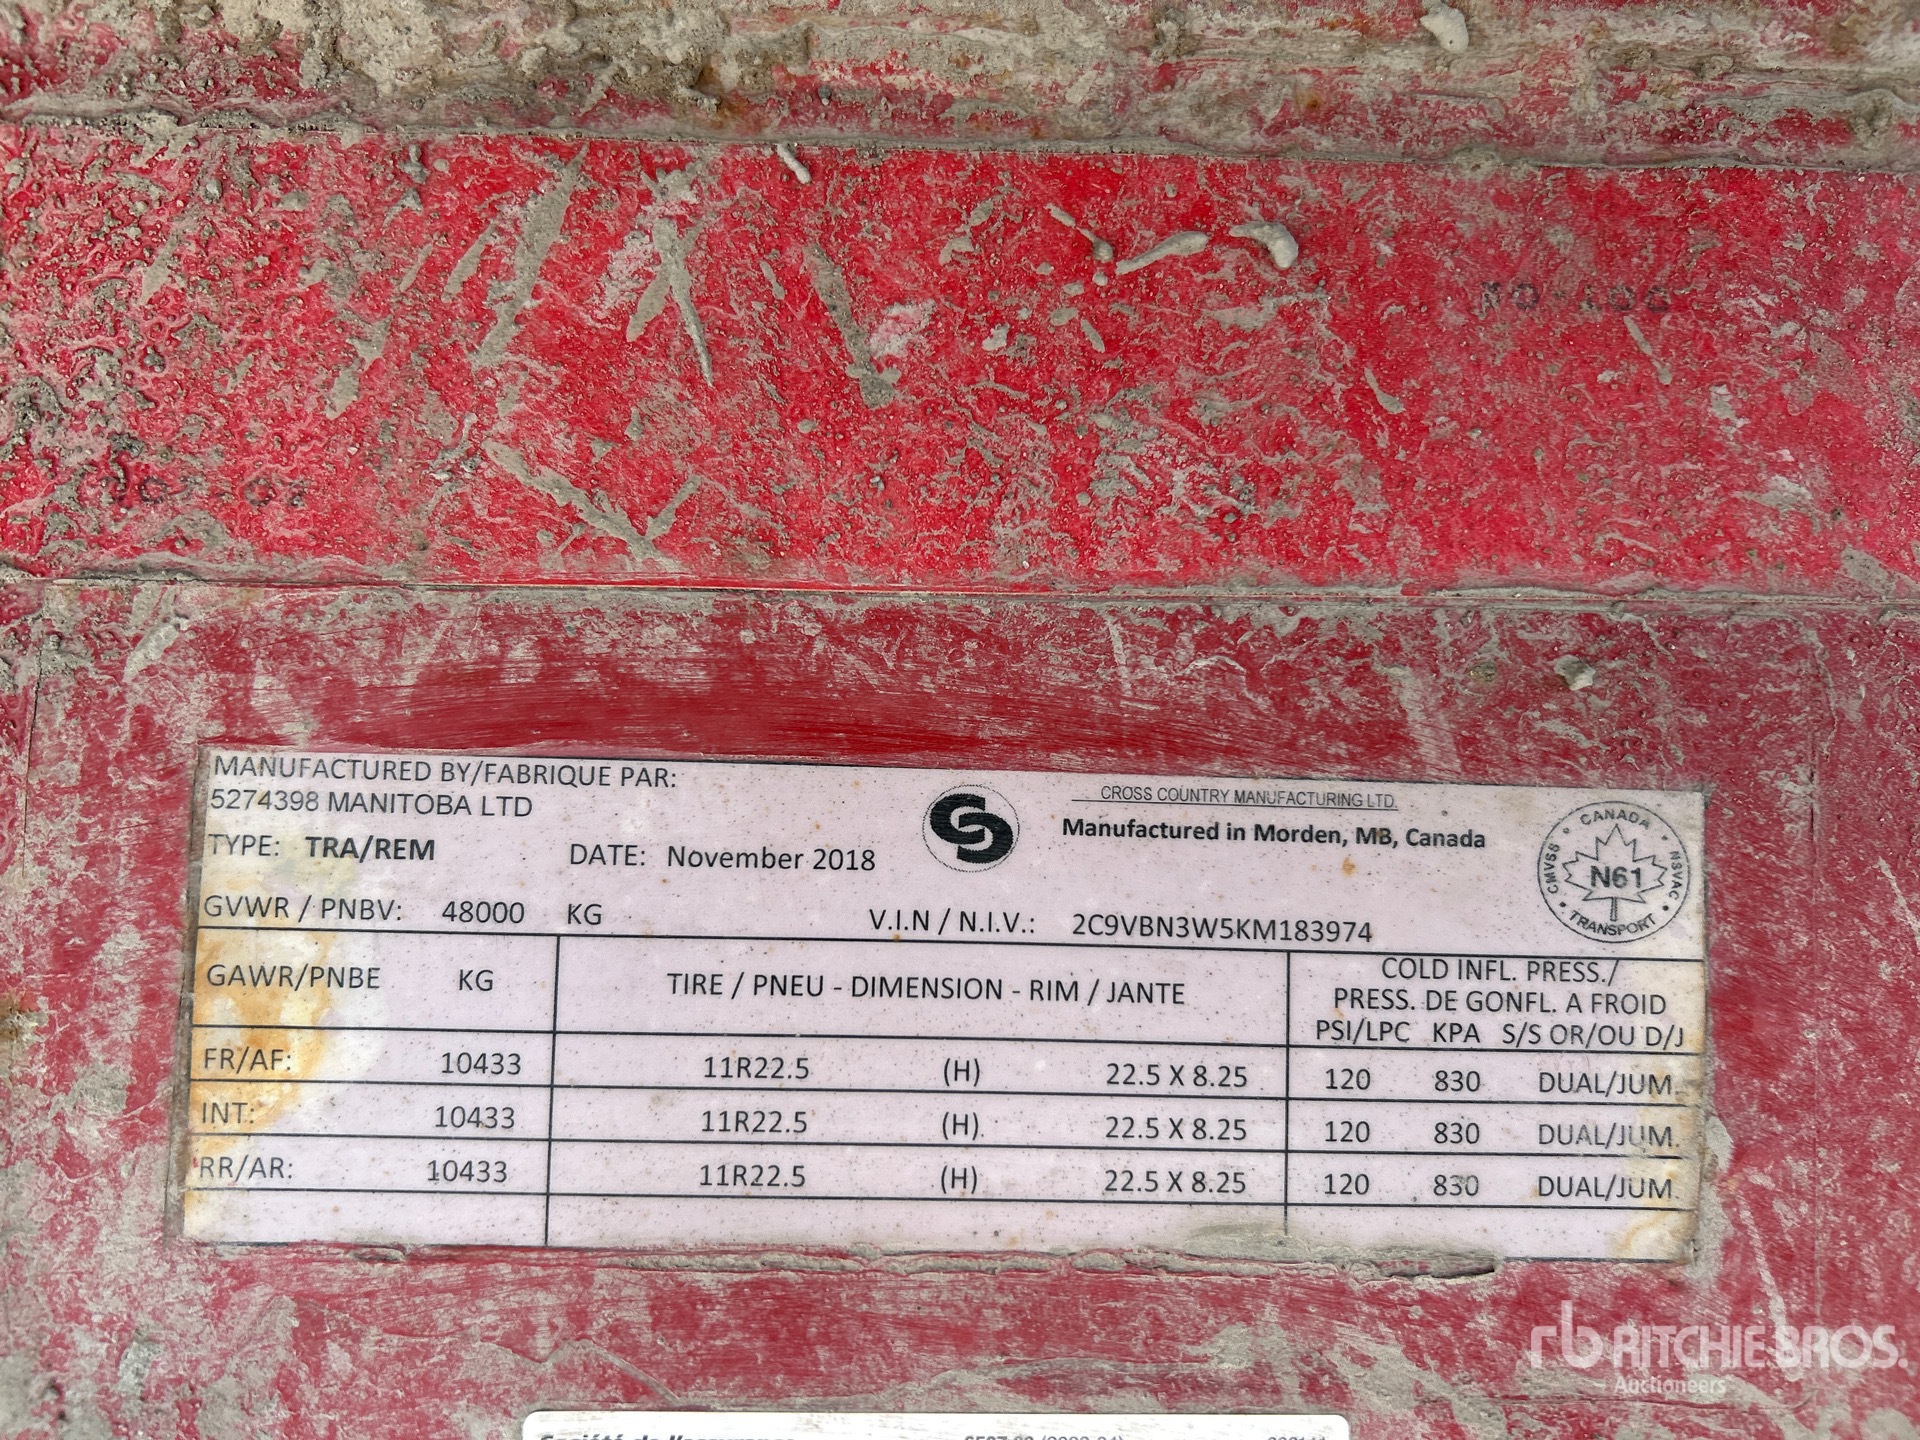 MANUFACTURED BY/FABRIQUE PAR:
5274398 MANITOBA LTD
TYPE: TRA/REM
DATE: November 2018
GVWR / PNBV: 48000 KG
CROSS COUNTRY MANUFACTURING LTD.
Manufactured in Morden, MB, Canada
V.I.N / N.I.V.: 2C9VBN3W5KM183974
CANADA
CMVSS N61 NSVAC
TRANSPORT
GAWR/PNBE KG TIRE / PNEU - DIMENSION - RIM / JANTE COLD INFL. PRESS./
PRESS. DE GONFL. A FROID
PSI/LPC KPA S/S OR/OU D/J
FR/AF: 10433 11R22.5 (H) 22.5 X 8.25 120 830 DUAL/JUM.
INT: 10433 11R22.5 (H) 22.5 X 8.25 120 830 DUAL/JUM.
RR/AR: 10433 11R22.5 (H) 22.5 X 8.25 120 830 DUAL/JUM.
rb RITCHIE BROS.
Auctioneers
Société de l'assurance